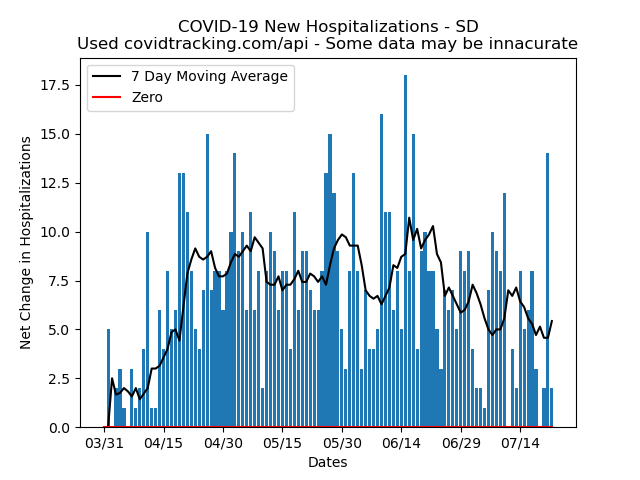 COVID-19 New Hospitalizations - SD
Used covidtracking.com/api - Some data may be innacurate
7 Day Moving Average
Zero
Net Change in Hospitalizations
17.5
15.0
12.5
10.0
7.5
5.0
2.5
0.0
03/31 04/15 04/30 05/15 05/30 06/14 06/29 07/14
Dates